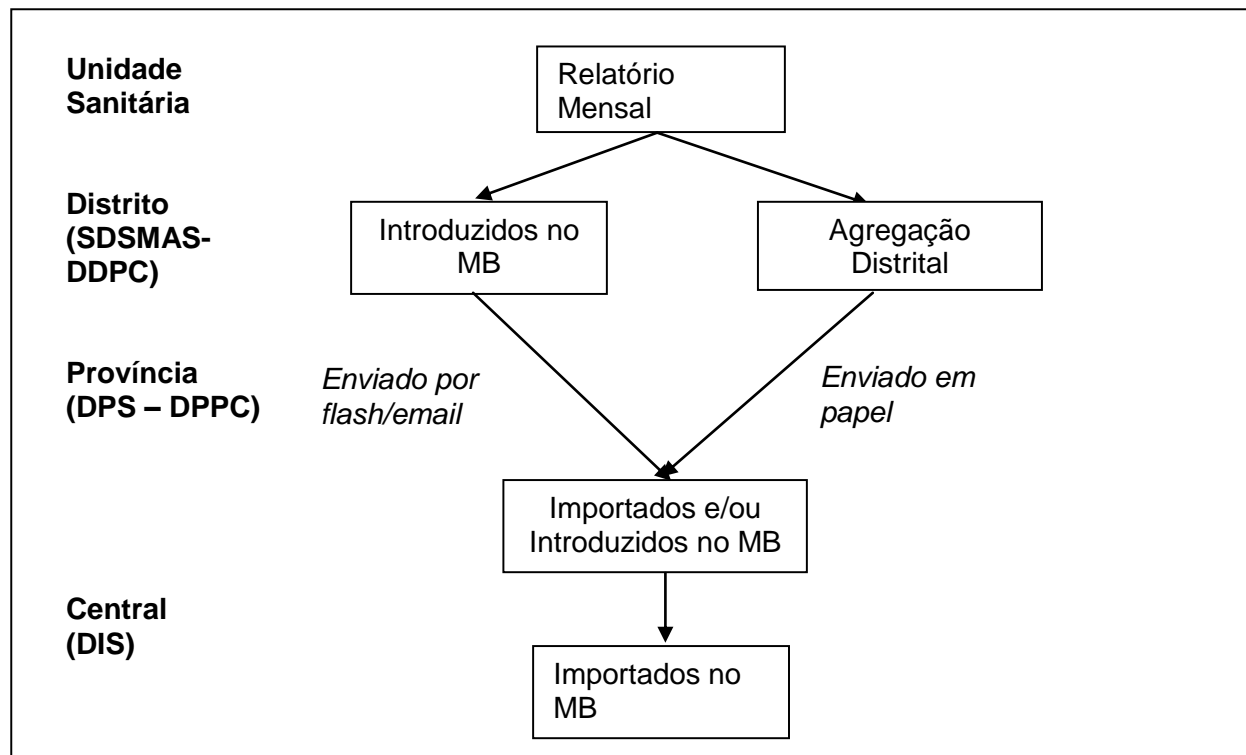 Unidade
Sanitária
Relatório
Mensal
Distrito
(SDSMAS-
DDPC)
Introduzidos no
MB
Agregação
Distrital
Província
(DPS – DPPC)
Enviado por
flash/email
Enviado em
papel
Importados e/ou
Introduzidos no MB
Central
(DIS)
Importados no
MB